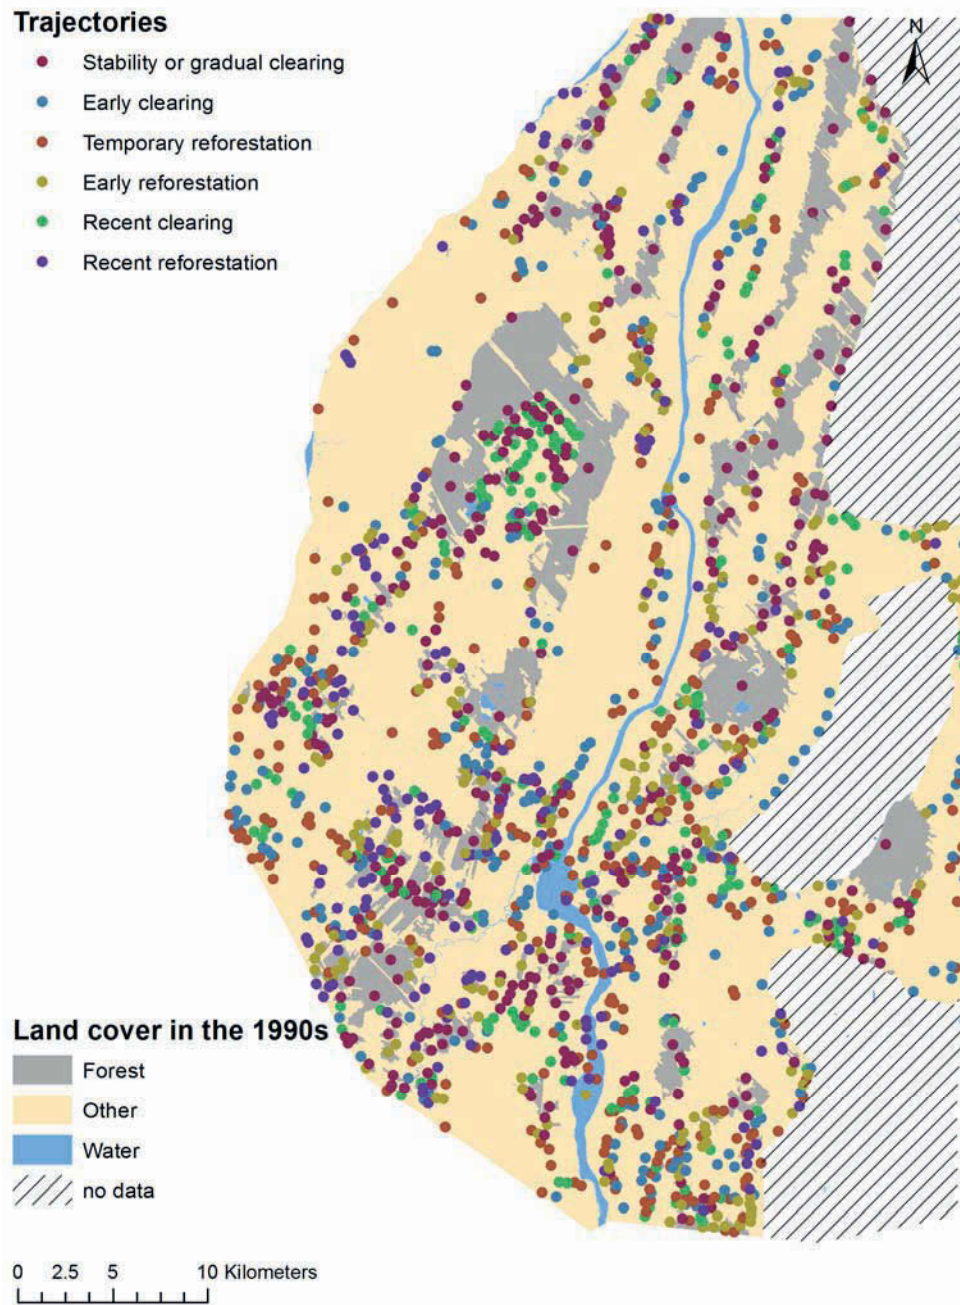 Trajectories
Stability or gradual clearing
Early clearing
Temporary reforestation
Early reforestation
Recent clearing
Recent reforestation
N
Land cover in the 1990s
Forest
Other
Water
no data
0 2.5 5 10 Kilometers